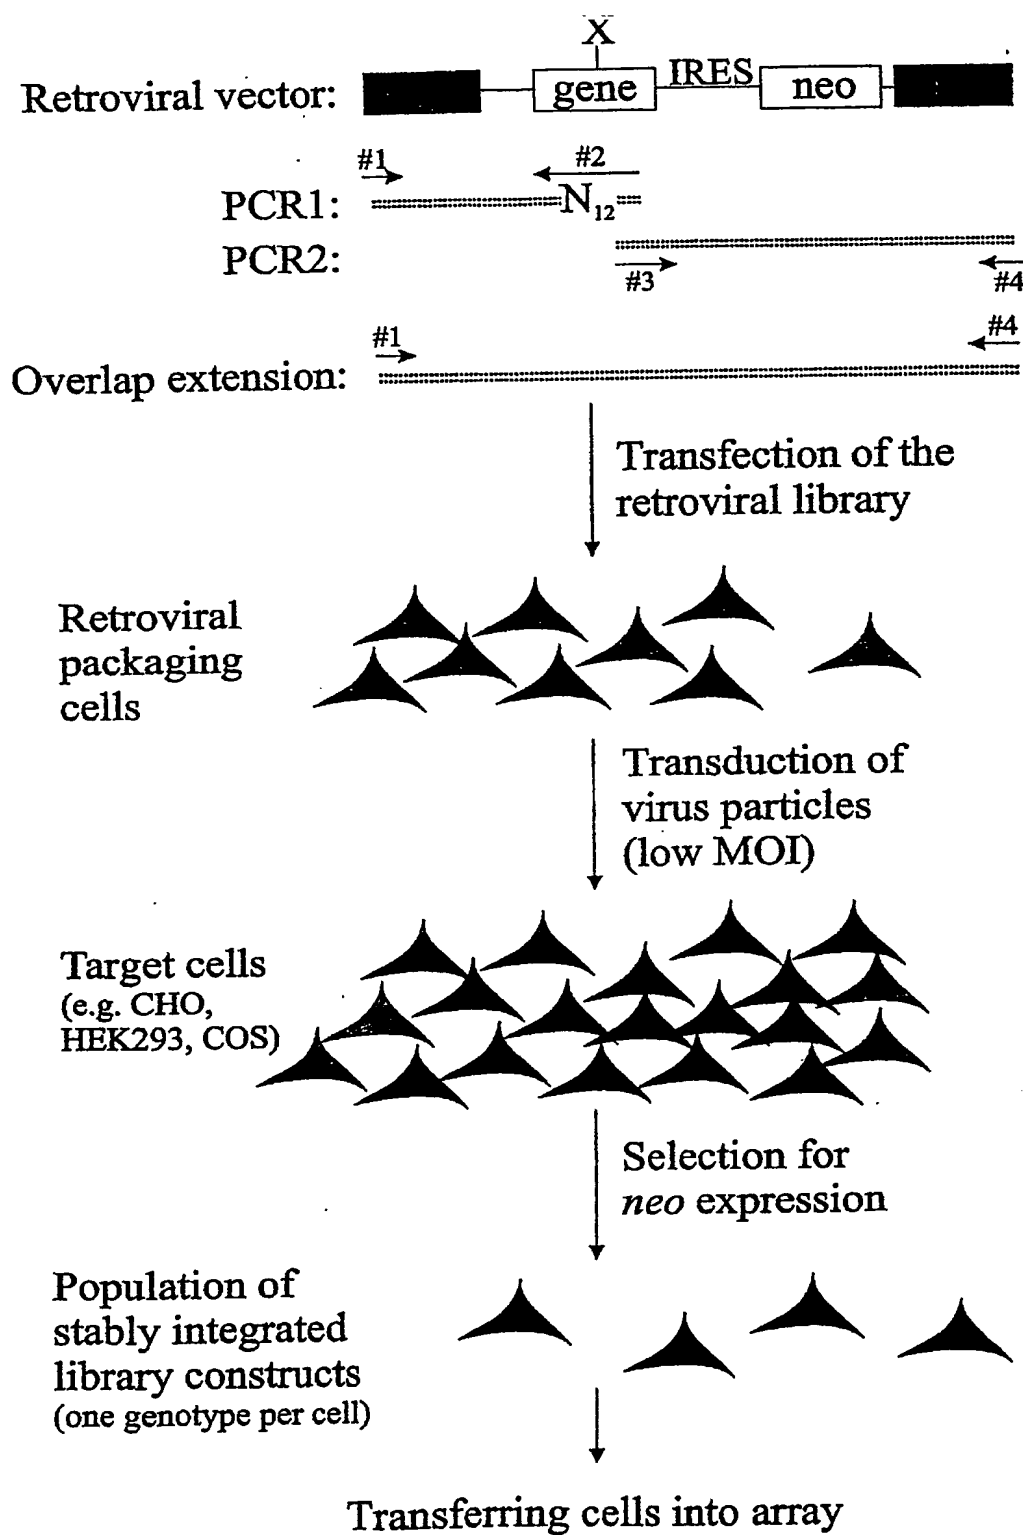 X
Retroviral vector: gene IRES neo
#1 #2
PCR1: N12
PCR2:
#3 #4
#1 #4
Overlap extension:
Transfection of the
retroviral library
Retroviral
packaging
cells
Transduction of
virus particles
(low MOI)
Target cells
(e.g. CHO,
HEK293, COS)
Selection for
neo expression
Population of
stably integrated
library constructs
(one genotype per cell)
Transferring cells into array